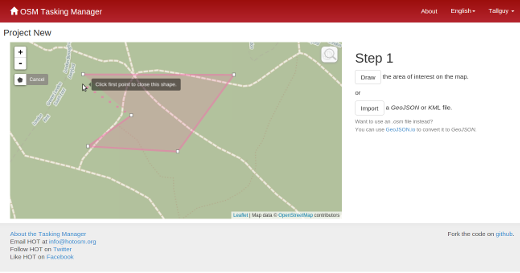 OSM Tasking Manager
About
English
Tallguy
Project New
+
-
Cancel
Click first point to close this shape.
Leaflet | Map data © OpenStreetMap contributors
Step 1
Draw the area of interest on the map.
or
Import a GeoJSON or KML file.
Want to use an .osm file instead?
You can use GeoJSON.io to convert it to GeoJSON.
About the Tasking Manager
Email HOT at info@hotosm.org
Follow HOT on Twitter
Like HOT on Facebook
Fork the code on github.